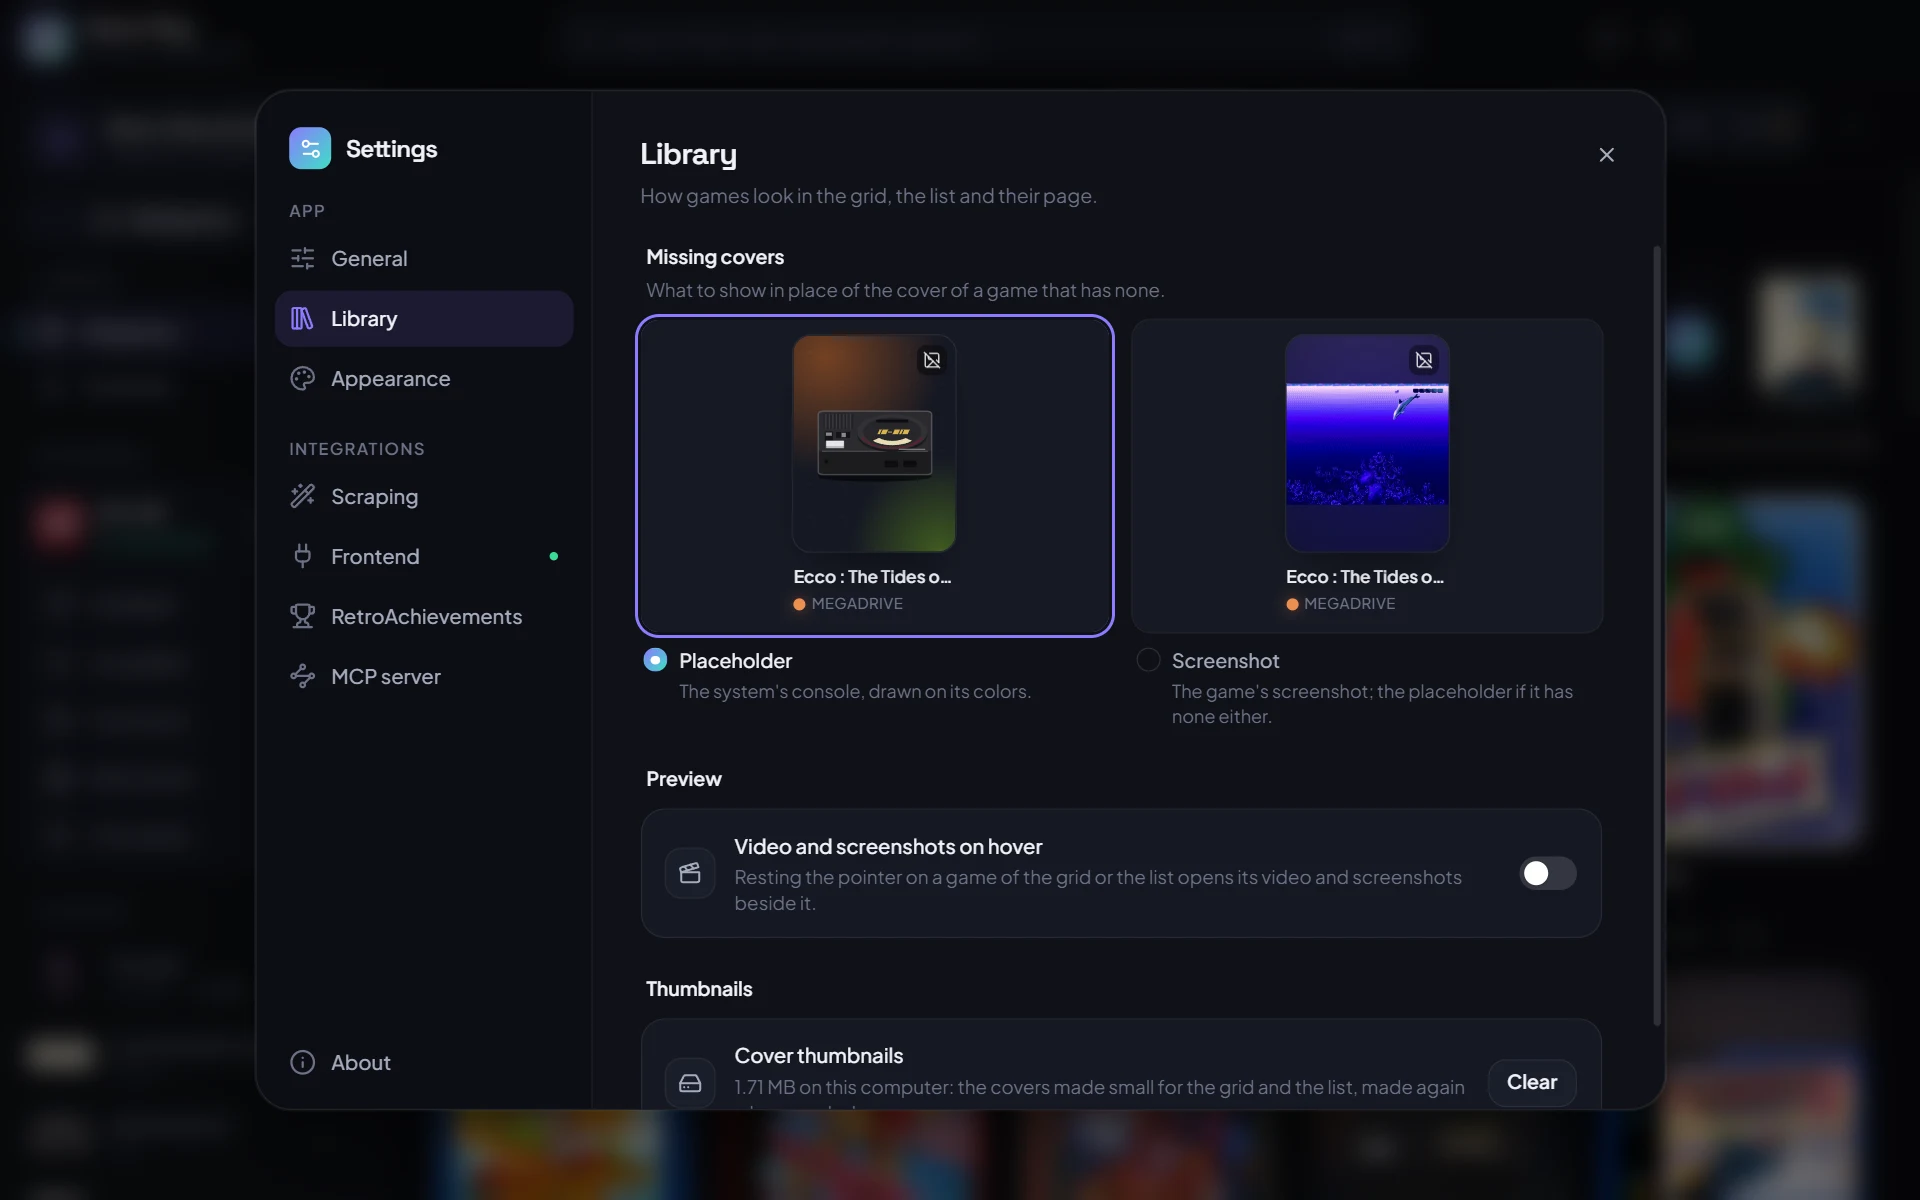 Settings
APP
General
Library
Appearance
INTEGRATIONS
Scraping
Frontend
RetroAchievements
MCP server
About
Library
How games look in the grid, the list and their page.
Missing covers
What to show in place of the cover of a game that has none.
Ecco : The Tides o...
MEGADRIVE
Placeholder
The system's console, drawn on its colors.
Ecco : The Tides o...
MEGADRIVE
Screenshot
The game's screenshot; the placeholder if it has
none either.
Preview
Video and screenshots on hover
Resting the pointer on a game of the grid or the list opens its video and screenshots
beside it.
Thumbnails
Cover thumbnails
1.71 MB on this computer: the covers made small for the grid and the list, made again
Clear